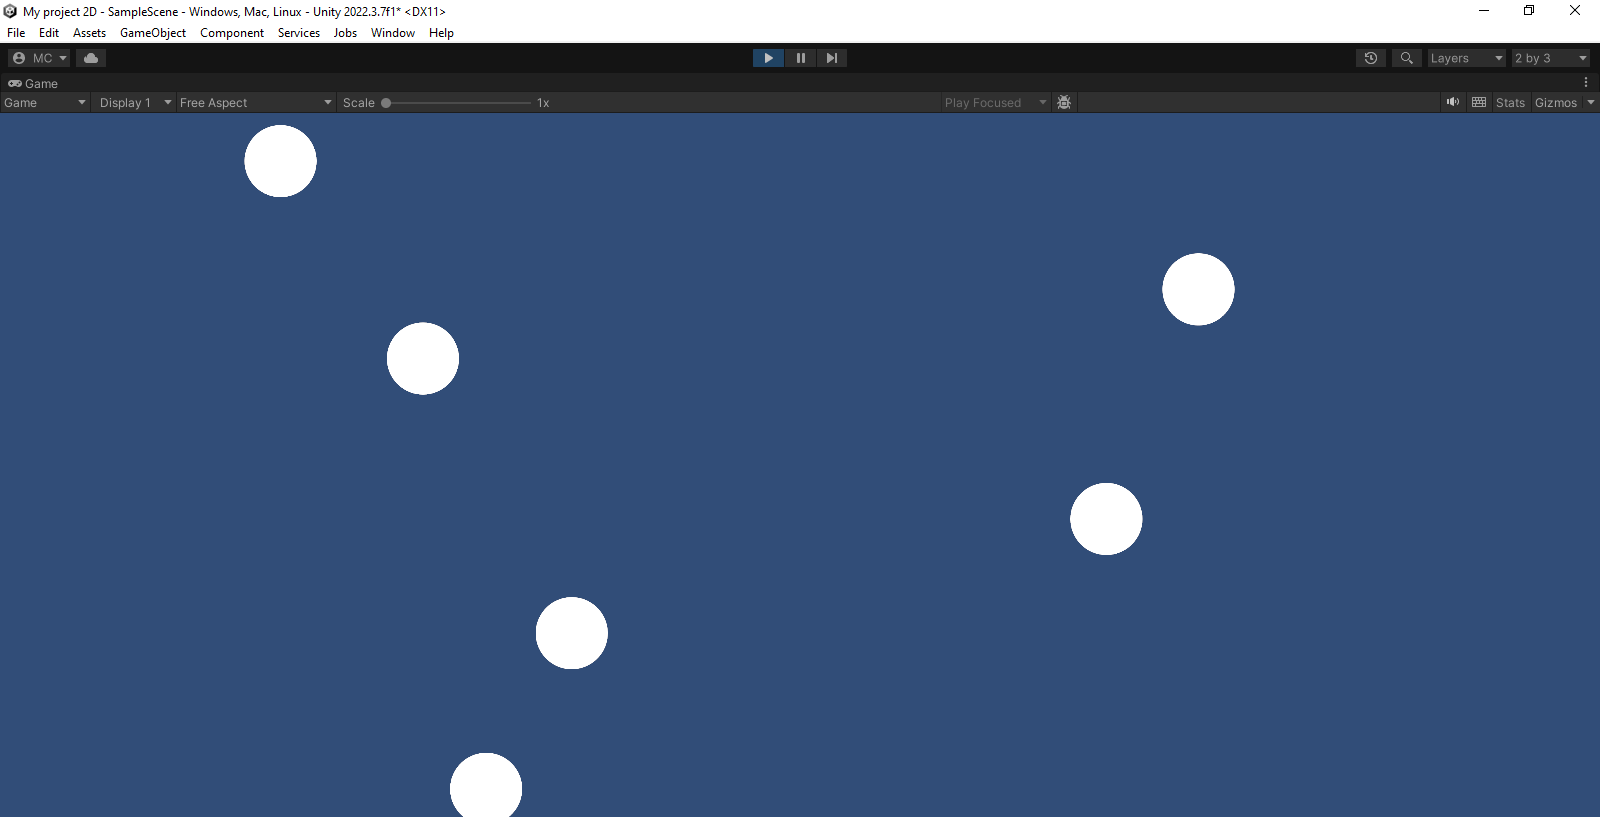 My project 2D - SampleScene - Windows, Mac, Linux - Unity 2022.3.7f1* <DX11>
File Edit Assets GameObject Component Services Jobs Window Help
MC Layers 2 by 3
Game
Game Display 1 Free Aspect Scale 1x Play Focused Stats Gizmos